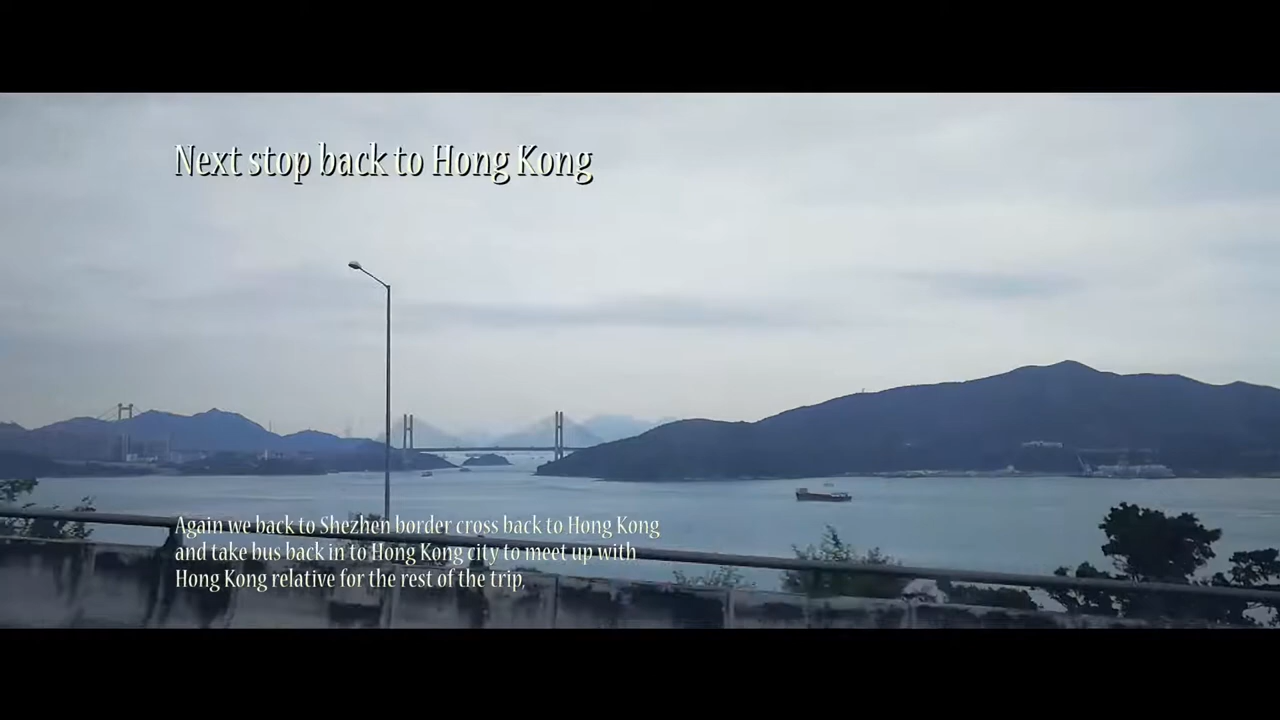 Next stop back to Hong Kong
Again we back to Shezhen border cross back to Hong Kong
and take bus back in to Hong Kong city to meet up with
Hong Kong relative for the rest of the trip,